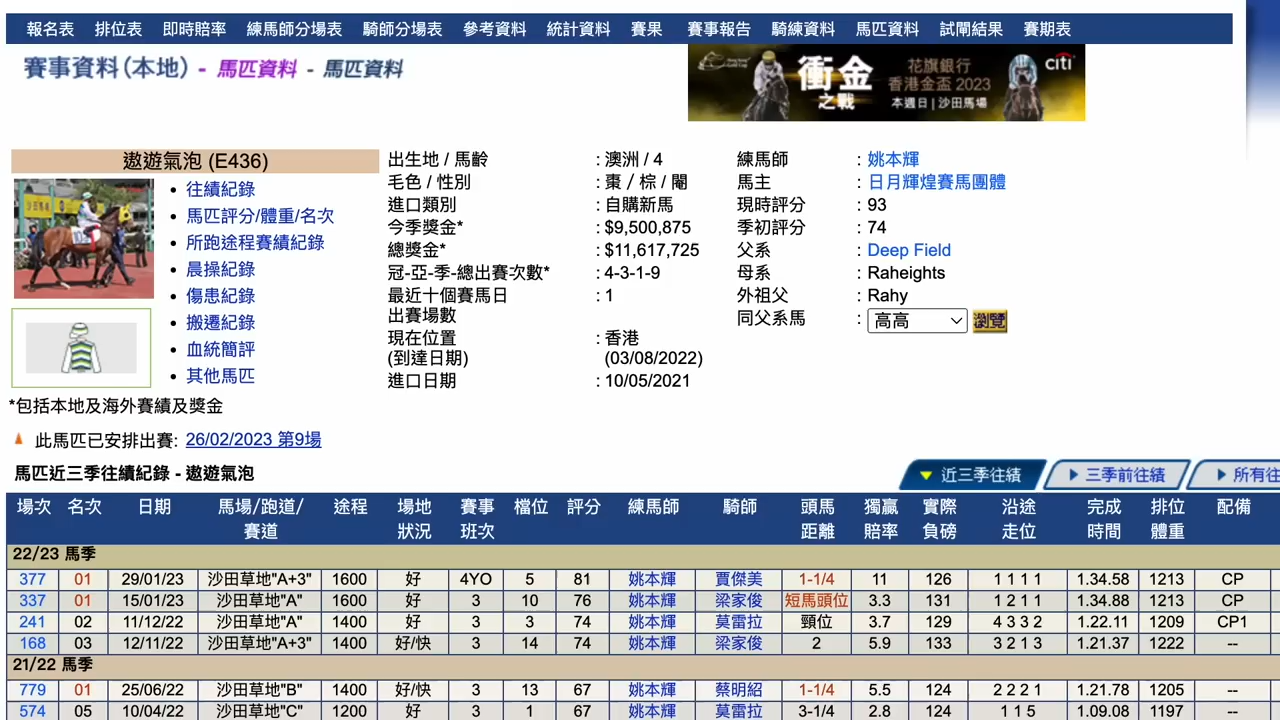 報名表 排位表 即時賠率 練馬師分場表 騎師分場表 參考資料 統計資料 賽果 賽事報告 騎練資料 馬匹資料 試閘結果 賽期表
賽事資料(本地) - 馬匹資料 - 馬匹資料
衝金之戰
花旗銀行
香港金盃 2023
本週日 | 沙田馬場
citi
遨遊氣泡 (E436)
往績紀錄
馬匹評分/體重/名次
所跑途程賽績紀錄
晨操紀錄
傷患紀錄
搬遷紀錄
血統簡評
其他馬匹
出生地 / 馬齡 : 澳洲 / 4
毛色 / 性別 : 棗 / 棕 / 閹
進口類別 : 自購新馬
今季獎金* : $9,500,875
總獎金* : $11,617,725
冠-亞-季-總出賽次數* : 4-3-1-9
最近十個賽馬日 : 1
出賽場數
現在位置 : 香港
(到達日期) (03/08/2022)
進口日期 : 10/05/2021
練馬師 : 姚本輝
馬主 : 日月輝煌賽馬團體
現時評分 : 93
季初評分 : 74
父系 : Deep Field
母系 : Raheights
外祖父 : Rahy
同父系馬 : 高高 瀏覽
*包括本地及海外賽績及獎金
此馬匹已安排出賽: 26/02/2023 第9場
馬匹近三季往績紀錄 - 遨遊氣泡
近三季往績 三季前往績 所有往
場次 名次 日期 馬場/跑道/賽道 途程 場地狀況 賽事班次 檔位 評分 練馬師 騎師 頭馬距離 獨贏賠率 實際負磅 沿途走位 完成時間 排位體重 配備
22/23 馬季
377 01 29/01/23 沙田草地"A+3" 1600 好 4YO 5 81 姚本輝 賈傑美 1-1/4 11 126 1 1 1 1 1.34.58 1213 CP
337 01 15/01/23 沙田草地"A" 1600 好 3 10 76 姚本輝 梁家俊 短馬頭位 3.3 131 1 2 1 1 1.34.88 1213 CP
241 02 11/12/22 沙田草地"A" 1400 好 3 3 74 姚本輝 莫雷拉 頸位 3.7 129 4 3 3 2 1.22.11 1209 CP1
168 03 12/11/22 沙田草地"A+3" 1400 好/快 3 14 74 姚本輝 梁家俊 2 5.9 133 3 2 1 3 1.21.37 1222 --
21/22 馬季
779 01 25/06/22 沙田草地"B" 1400 好/快 3 13 67 姚本輝 蔡明紹 1-1/4 5.5 124 2 2 2 1 1.21.78 1205 --
574 05 10/04/22 沙田草地"C" 1200 好 3 1 67 姚本輝 莫雷拉 3-1/4 2.8 124 1 1 5 1.09.08 1197 --